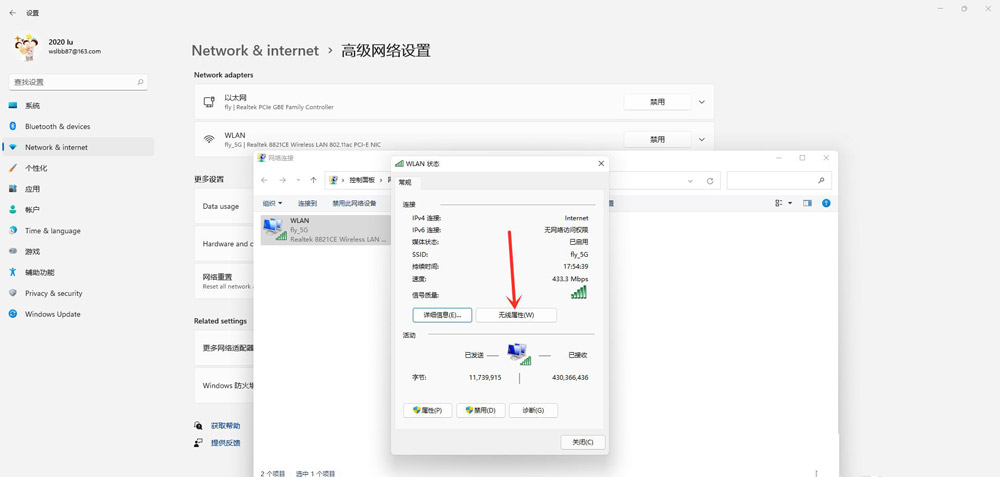 设置
2020 lu
wslbb87@163.com
查找设置
系统
Bluetooth & devices
Network & internet
个性化
应用
帐户
Time & language
游戏
辅助功能
Privacy & security
Windows Update
Network & internet › 高级网络设置
Network adapters
以太网
fly | Realtek PCIe GBE Family Controller
禁用
WLAN
fly_5G | Realtek 8821CE Wireless LAN 802.11ac PCI-E NIC
禁用
更多设置
Data usage
Hardware and c
网络重置
Reset all network
Related settings
更多网络适配器
Windows 防火墙
获取帮助
提供反馈
网络连接
控制面板
组织
连接到
禁用此网络设备
WLAN
fly_5G
Realtek 8821CE Wireless LAN ...
2 个项目 选中 1 个项目
WLAN 状态
常规
连接
IPv4 连接: Internet
IPv6 连接: 无网络访问权限
媒体状态: 已启用
SSID: fly_5G
持续时间: 17:54:39
速度: 433.3 Mbps
信号质量:
详细信息(E)...
无线属性(W)
活动
已发送
已接收
字节: 11,739,915 430,366,436
属性(P)
禁用(D)
诊断(G)
关闭(C)